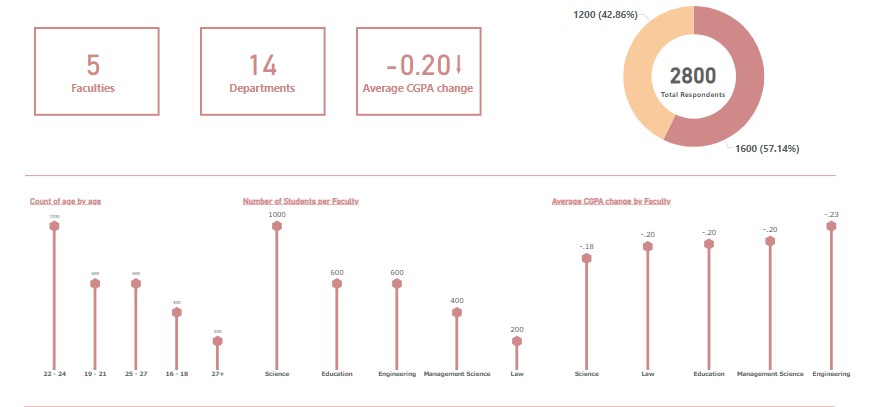 5
Faculties
14
Departments
-0.20
Average CGPA change
1200 (42.86%)
2800
Total Respondents
1600 (57.14%)
Count of age by age
1000
600
600
400
200
22 - 24
19 - 21
25 - 27
16 - 18
27+
Number of Students per Faculty
1000
600
600
400
200
Science
Education
Engineering
Management Science
Law
Average CGPA change by Faculty
-.18
-.20
-.20
-.20
-.23
Science
Law
Education
Management Science
Engineering